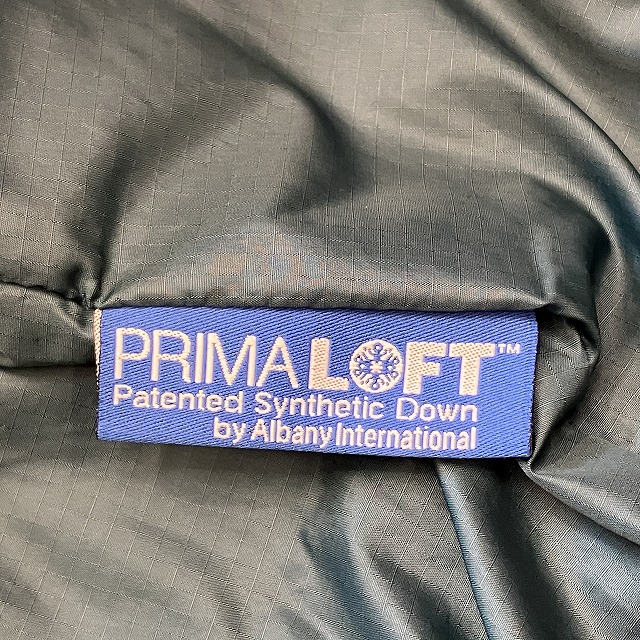 PRIMALOFT™
Patented Synthetic Down
by Albany International